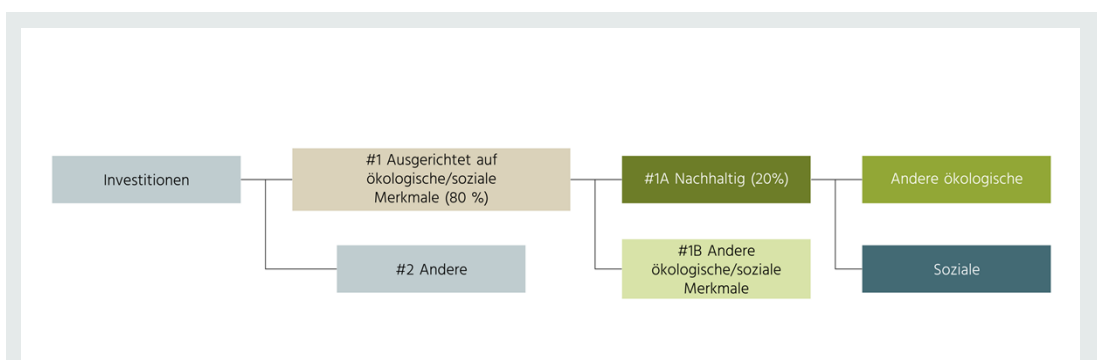 Investitionen
#1 Ausgerichtet auf
ökologische/soziale
Merkmale (80 %)
#1A Nachhaltig (20%)
Andere ökologische
#2 Andere
#1B Andere
ökologische/soziale
Merkmale
Soziale